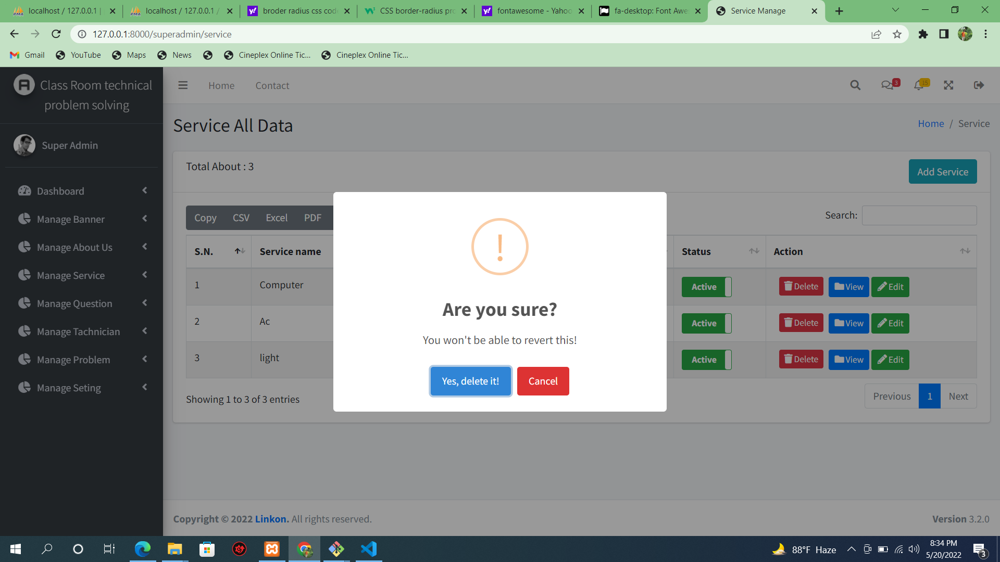 localhost / 127.0.0.1 |
localhost / 127.0.0.1 /
broder radius css code
CSS border-radius pro
fontawesome - Yahoo
fa-desktop: Font Awes
Service Manage
127.0.0.1:8000/superadmin/service
Gmail
YouTube
Maps
News
Cineplex Online Tic...
Cineplex Online Tic...
Class Room technical
problem solving
Home
Contact
3
15
Super Admin
Dashboard
Manage Banner
Manage About Us
Manage Service
Manage Question
Manage Tachnician
Manage Problem
Manage Seting
Service All Data
Home / Service
Total About : 3
Add Service
Copy CSV Excel PDF
Search:
S.N. Service name Status Action
1 Computer Active Delete View Edit
2 Ac Active Delete View Edit
3 light Active Delete View Edit
Showing 1 to 3 of 3 entries
Previous 1 Next
!
Are you sure?
You won't be able to revert this!
Yes, delete it!
Cancel
Copyright © 2022 Linkon. All rights reserved.
Version 3.2.0
88°F Haze
8:34 PM
5/20/2022
3